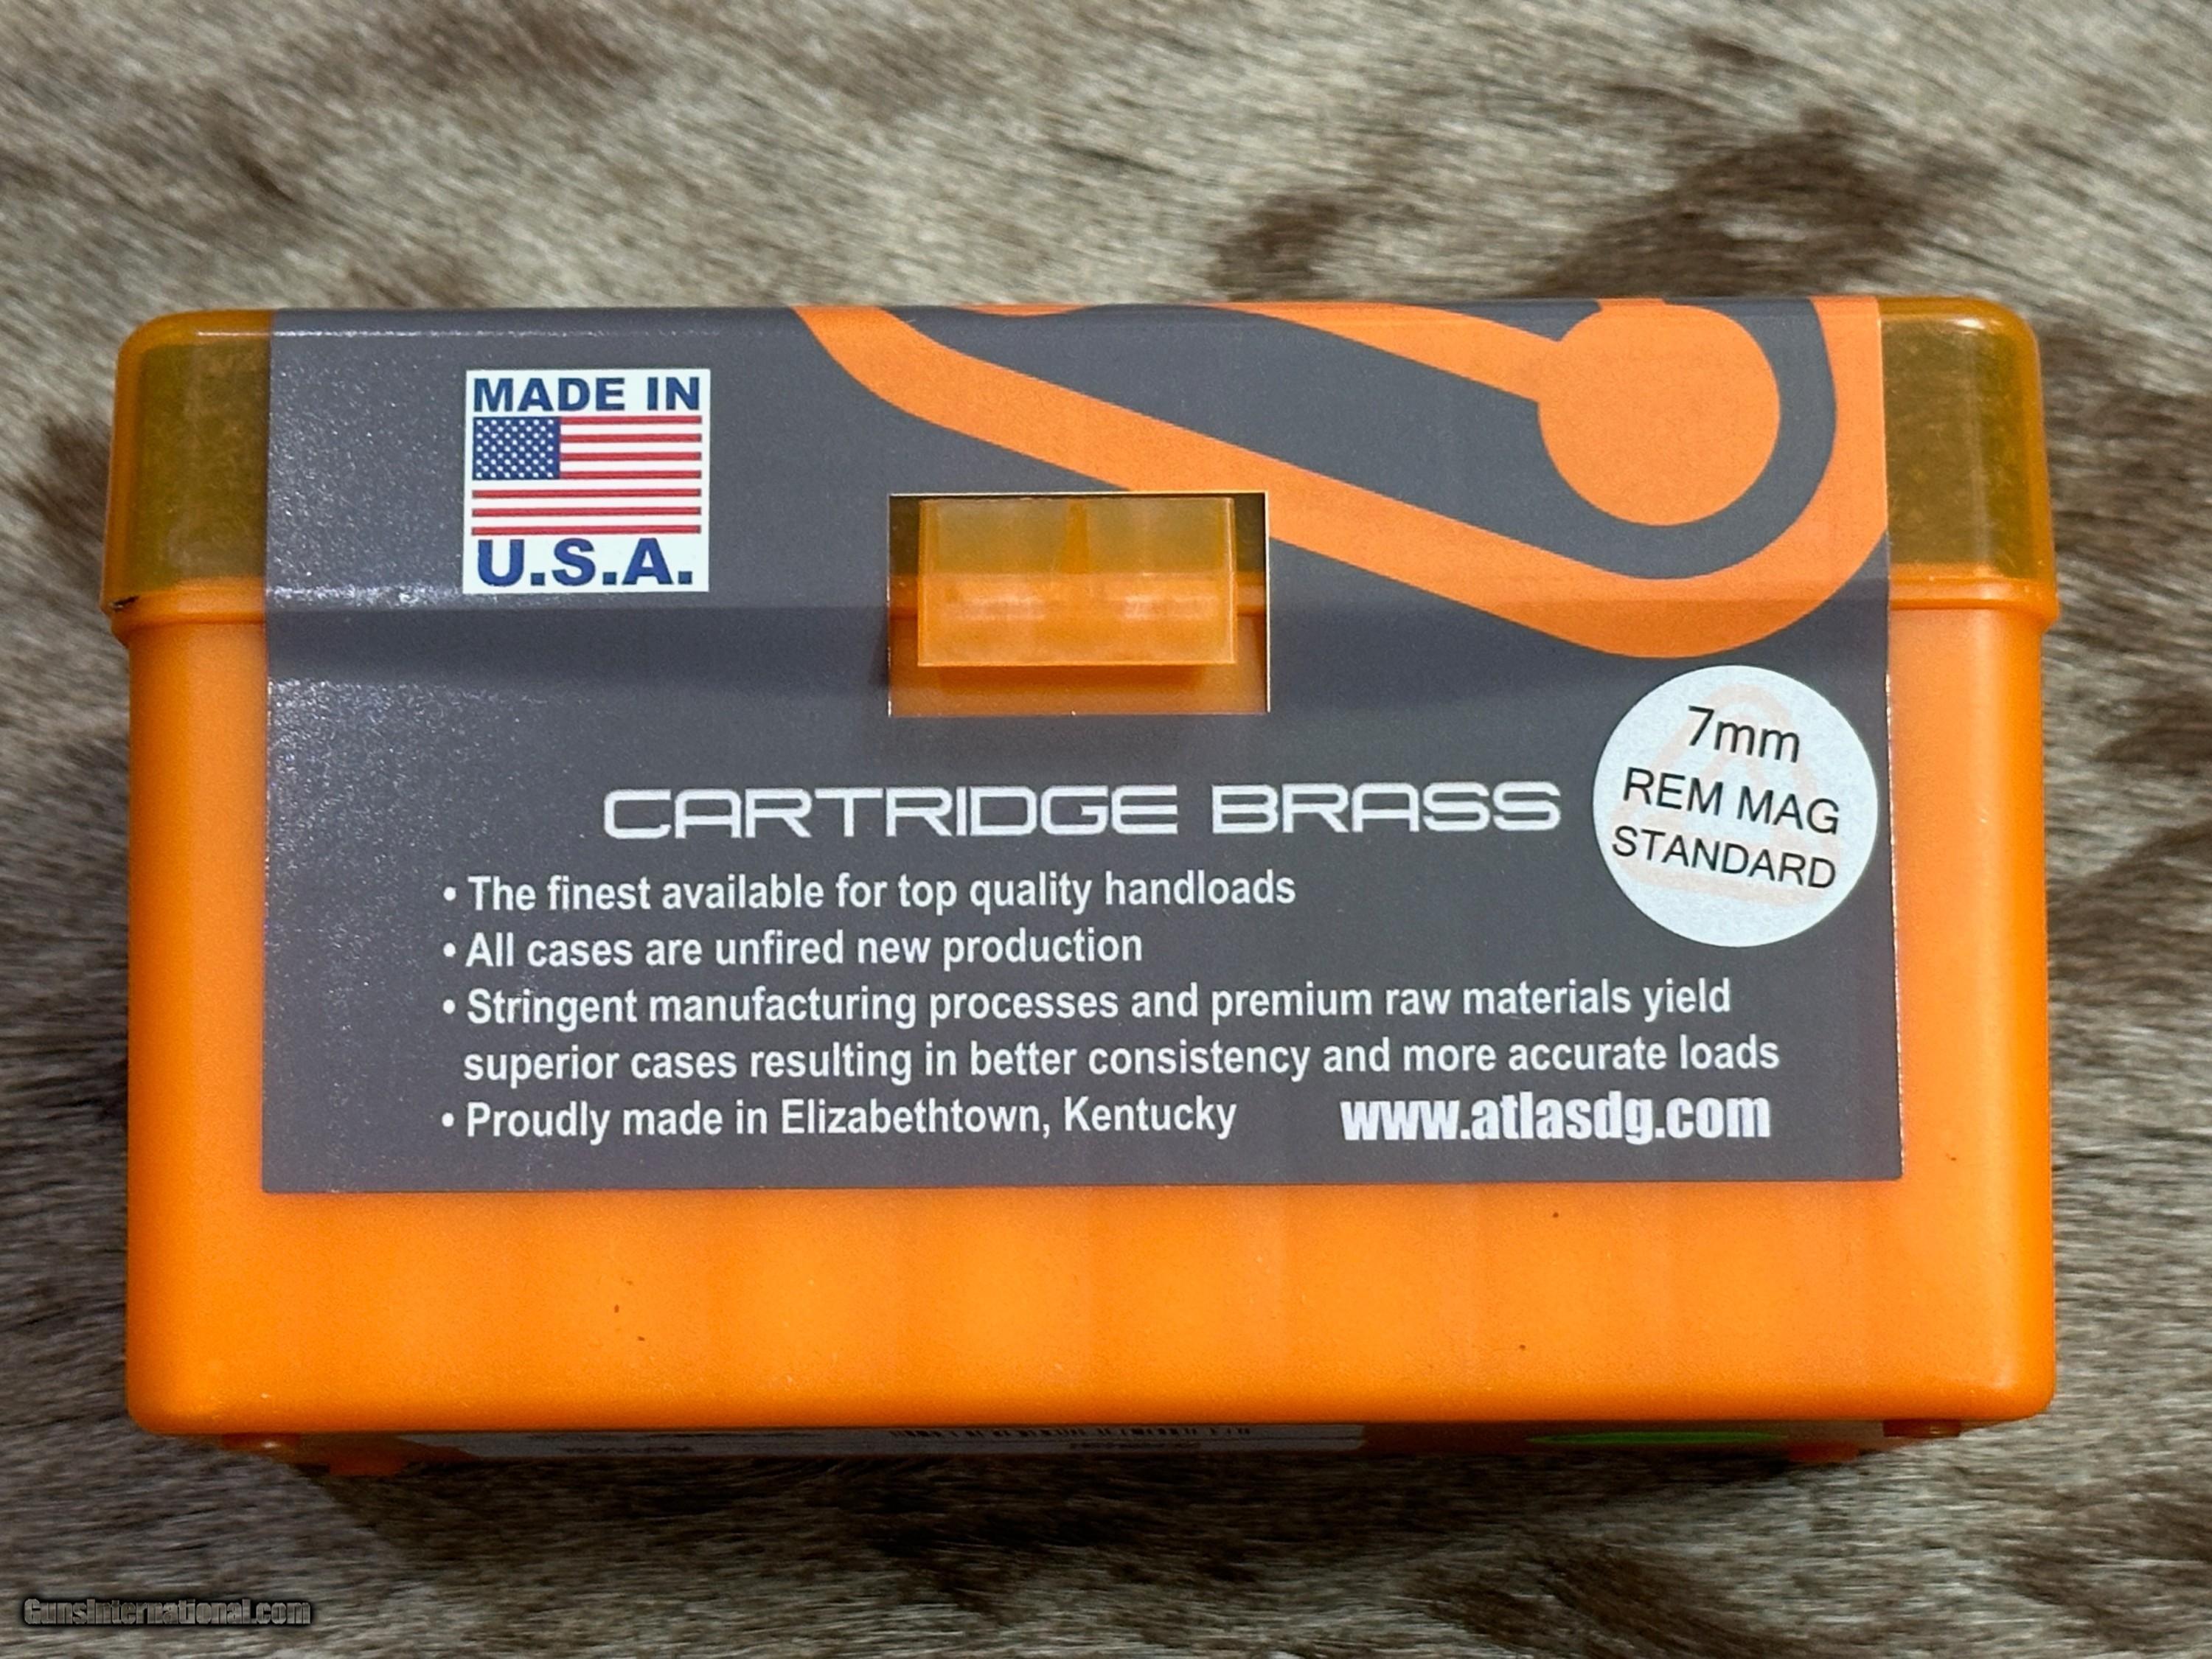 MADE IN
U.S.A.
7mm
REM MAG
STANDARD
CARTRIDGE BRASS
• The finest available for top quality handloads
• All cases are unfired new production
• Stringent manufacturing processes and premium raw materials yield
superior cases resulting in better consistency and more accurate loads
• Proudly made in Elizabethtown, Kentucky
www.atlasdg.com
GunsInternational.com